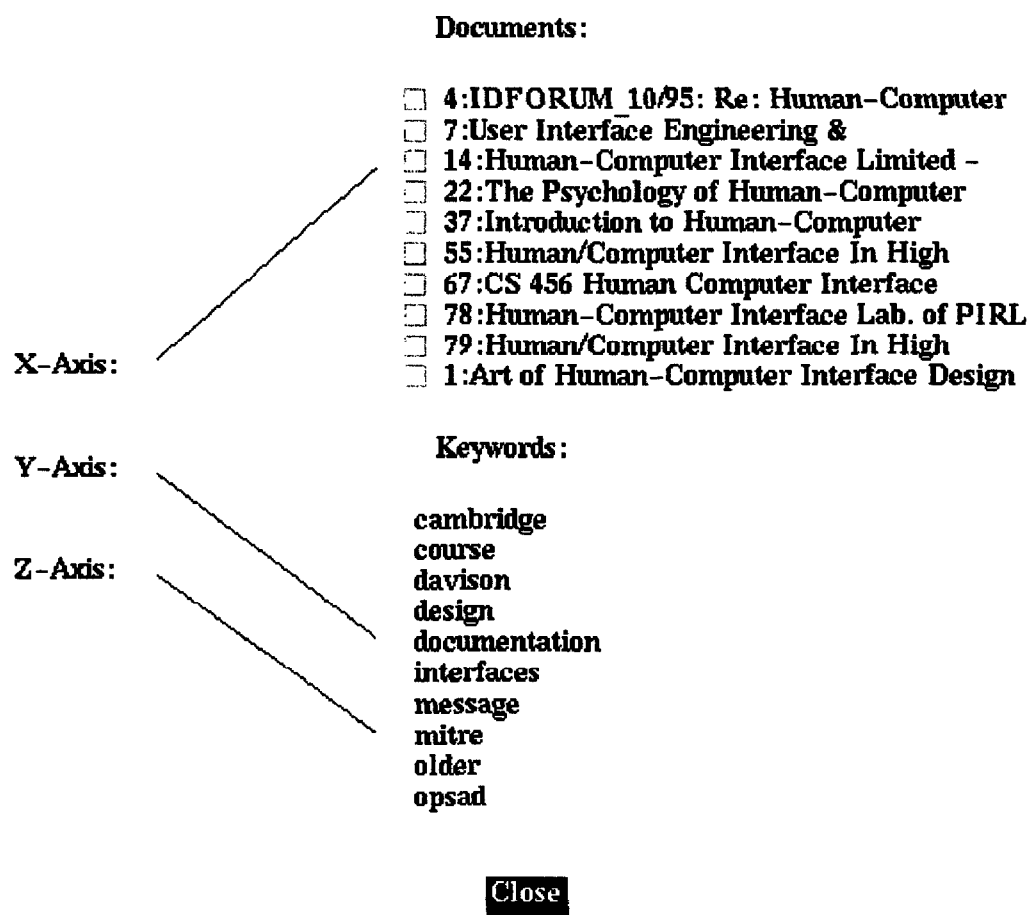 Documents:
4:IDFORUM_10/95: Re: Human-Computer
7:User Interface Engineering &
14:Human-Computer Interface Limited -
22:The Psychology of Human-Computer
37:Introduction to Human-Computer
55:Human/Computer Interface In High
67:CS 456 Human Computer Interface
78:Human-Computer Interface Lab. of PIRL
79:Human/Computer Interface In High
1:Art of Human-Computer Interface Design
X-Axis:
Y-Axis:
Z-Axis:
Keywords:
cambridge
course
davison
design
documentation
interfaces
message
mitre
older
opsad
Close